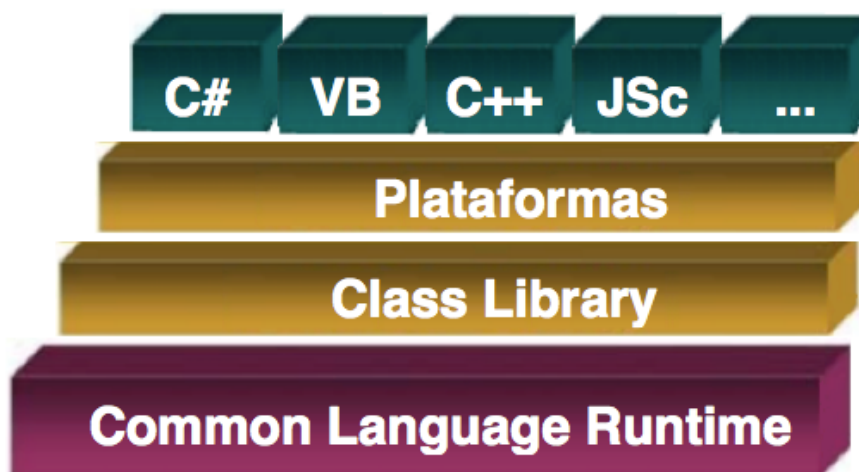 C# VB C++ JSc ...
Plataformas
Class Library
Common Language Runtime